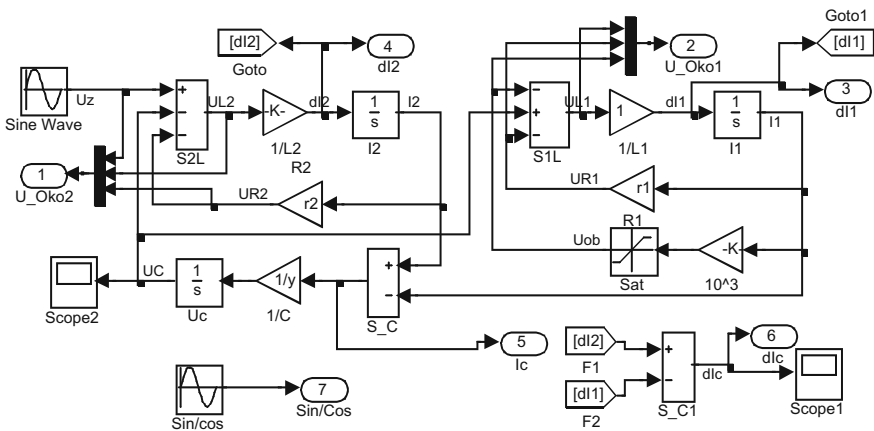 Goto1
[dI2]
4
2
[dI1]
Goto
dI2
U_Oko1
3
dI1
Sine Wave
Uz
+
−
−
S2L
UL2
-K-
1/L2
dI2
1
s
I2
I2
−
+
−
S1L
UL1
1
1/L1
dI1
1
s
I1
I1
1
U_Oko2
R2
UR2
r2
UR1
r1
R1
Uob
Sat
-K-
10^3
Scope2
UC
1
s
Uc
1/y
1/C
+
−
S_C
5
Ic
[dI2]
F1
[dI1]
F2
+
−
S_C1
dIc
6
dIc
Scope1
Sin/cos
7
Sin/Cos